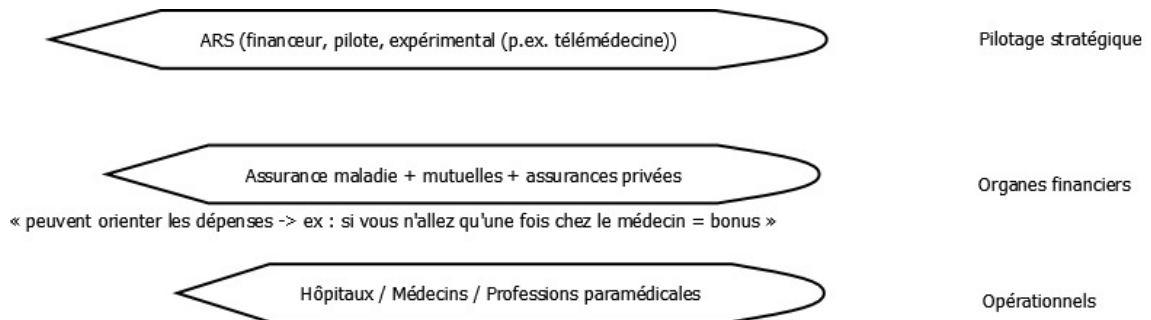 ARS (financeur, pilote, expérimental (p.ex. télémédecine))
Pilotage stratégique
Assurance maladie + mutuelles + assurances privées
Organes financiers
« peuvent orienter les dépenses -> ex : si vous n'allez qu'une fois chez le médecin = bonus »
Hôpitaux / Médecins / Professions paramédicales
Opérationnels